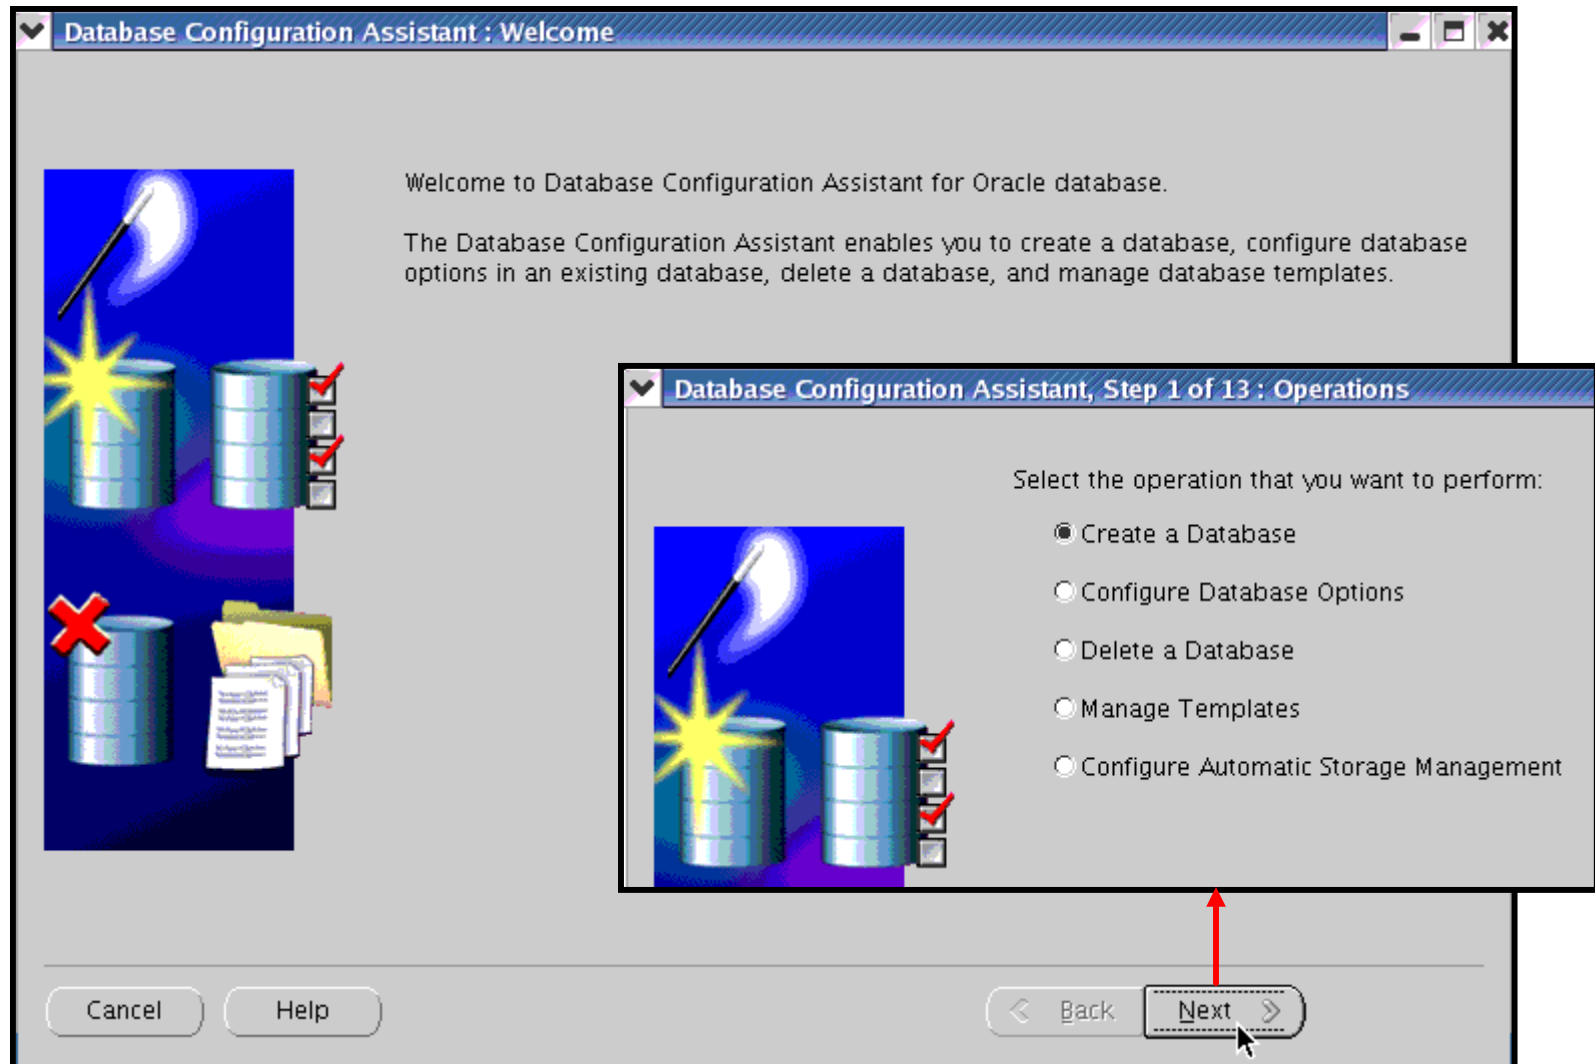 Database Configuration Assistant : Welcome
Welcome to Database Configuration Assistant for Oracle database.
The Database Configuration Assistant enables you to create a database, configure database
options in an existing database, delete a database, and manage database templates.
Database Configuration Assistant, Step 1 of 13 : Operations
Select the operation that you want to perform:
Create a Database
Configure Database Options
Delete a Database
Manage Templates
Configure Automatic Storage Management
Cancel
Help
Back
Next